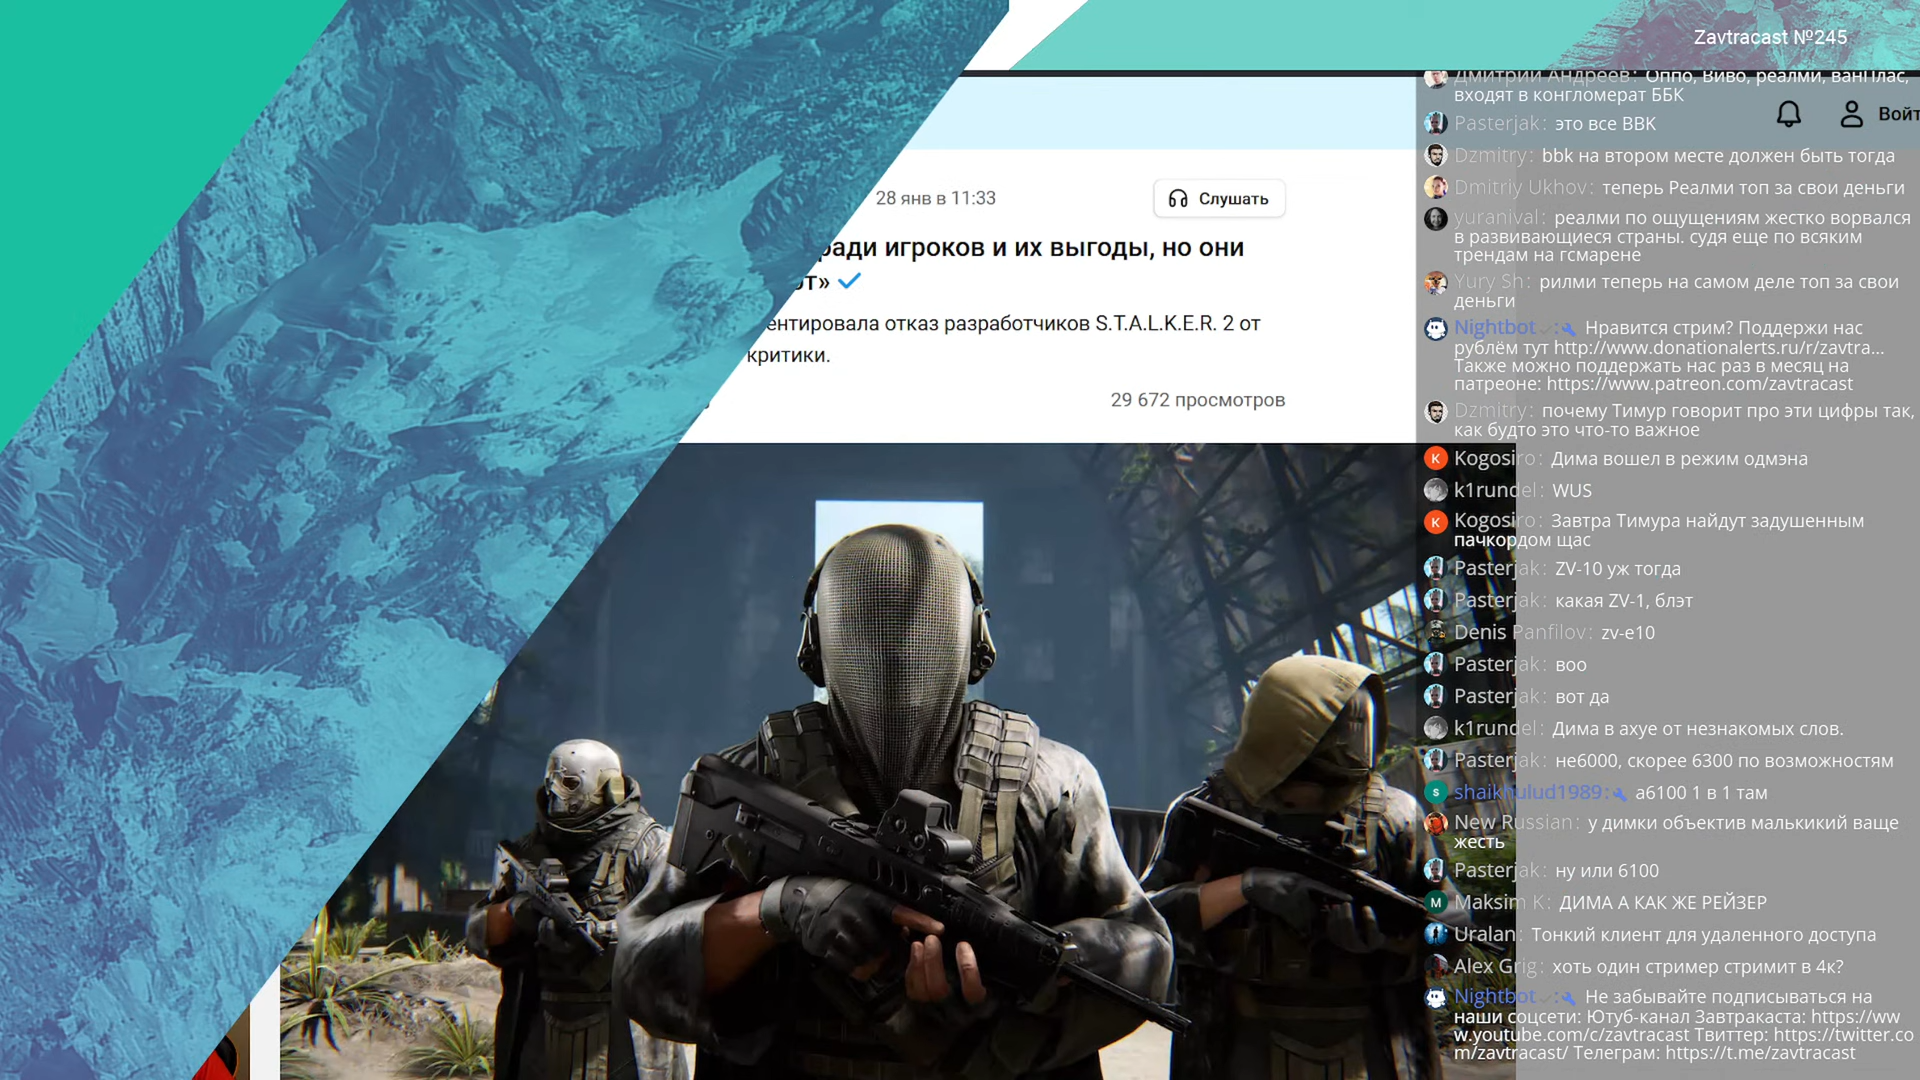 Zavtracast №245
Дмитрий Андреев: Оппо, Виво, реалми, ванПлас,
входят в конгломерат ББК
Войт
Pasterjak: это все BBK
Dzmitry: bbk на втором месте должен быть тогда
Dmitriy Ukhov: теперь Реалми топ за свои деньги
yuranival: реалми по ощущениям жестко ворвался
в развивающиеся страны. судя еще по всяким
трендам на гсмарене
Yury Sh: рилми теперь на самом деле топ за свои
деньги
Nightbot: Нравится стрим? Поддержи нас
рублём тут http://www.donationalerts.ru/r/zavtra...
Также можно поддержать нас раз в месяц на
патреоне: https://www.patreon.com/zavtracast
Dzmitry: почему Тимур говорит про эти цифры так,
как будто это что-то важное
Kogosiro: Дима вошел в режим одмэна
k1rundel: WUS
Kogosiro: Завтра Тимура найдут задушенным
пачкордом щас
Pasterjak: ZV-10 уж тогда
Pasterjak: какая ZV-1, блэт
Denis Panfilov: zv-e10
Pasterjak: воо
Pasterjak: вот да
k1rundel: Дима в ахуе от незнакомых слов.
Pasterjak: не6000, скорее 6300 по возможностям
shaikhulud1989: а6100 1 в 1 там
New Russian: у димки объектив малькикий ваще
жесть
Pasterjak: ну или 6100
Maksim K: ДИМА А КАК ЖЕ РЕЙЗЕР
Uralan: Тонкий клиент для удаленного доступа
Alex Grig: хоть один стример стримит в 4к?
Nightbot: Не забывайте подписываться на
наши соцсети: Ютуб-канал Завтракаста: https://ww
w.youtube.com/c/zavtracast Твиттер: https://twitter.co
m/zavtracast/ Телеграм: https://t.me/zavtracast
28 янв в 11:33
Слушать
ради игроков и их выгоды, но они
от»
ентировала отказ разработчиков S.T.A.L.K.E.R. 2 от
критики.
29 672 просмотров